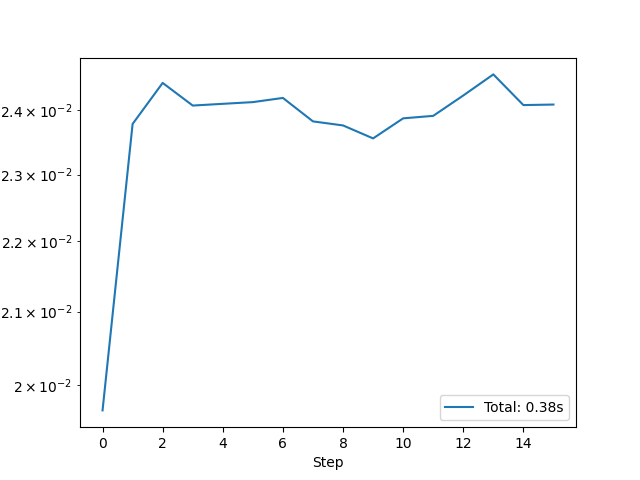 2.4 × 10⁻²
2.3 × 10⁻²
2.2 × 10⁻²
2.1 × 10⁻²
2 × 10⁻²
Total: 0.38s
0 2 4 6 8 10 12 14
Step